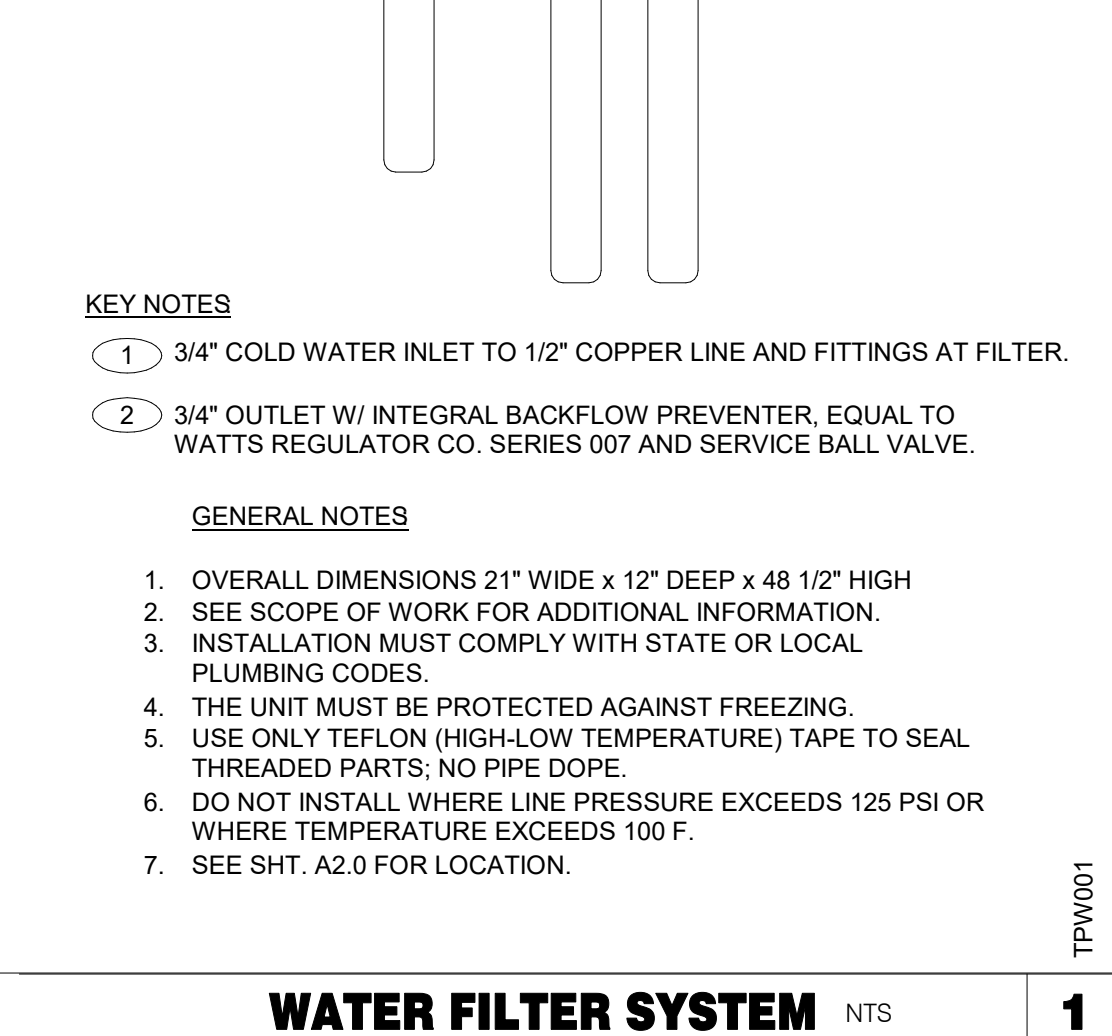 KEY NOTES
1 3/4" COLD WATER INLET TO 1/2" COPPER LINE AND FITTINGS AT FILTER.
2 3/4" OUTLET W/ INTEGRAL BACKFLOW PREVENTER, EQUAL TO
WATTS REGULATOR CO. SERIES 007 AND SERVICE BALL VALVE.
GENERAL NOTES
1. OVERALL DIMENSIONS 21" WIDE x 12" DEEP x 48 1/2" HIGH
2. SEE SCOPE OF WORK FOR ADDITIONAL INFORMATION.
3. INSTALLATION MUST COMPLY WITH STATE OR LOCAL
PLUMBING CODES.
4. THE UNIT MUST BE PROTECTED AGAINST FREEZING.
5. USE ONLY TEFLON (HIGH-LOW TEMPERATURE) TAPE TO SEAL
THREADED PARTS; NO PIPE DOPE.
6. DO NOT INSTALL WHERE LINE PRESSURE EXCEEDS 125 PSI OR
WHERE TEMPERATURE EXCEEDS 100 F.
7. SEE SHT. A2.0 FOR LOCATION.
TPW001
WATER FILTER SYSTEM NTS 1